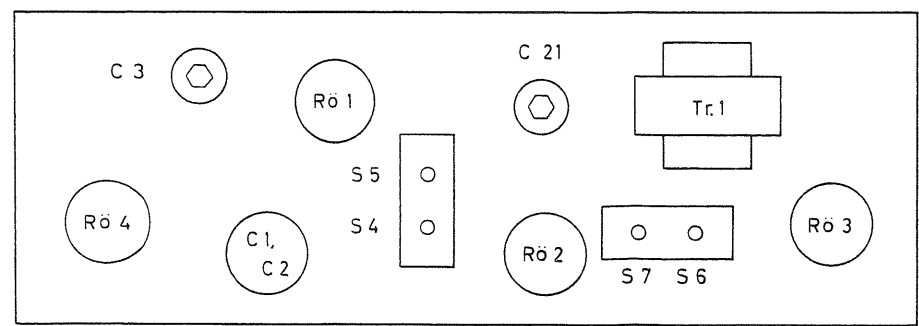 C 3
Rö 1
C 21
Tr. 1
S 5
S 4
Rö 4
C 1,
C 2
Rö 2
S 7 S 6
Rö 3